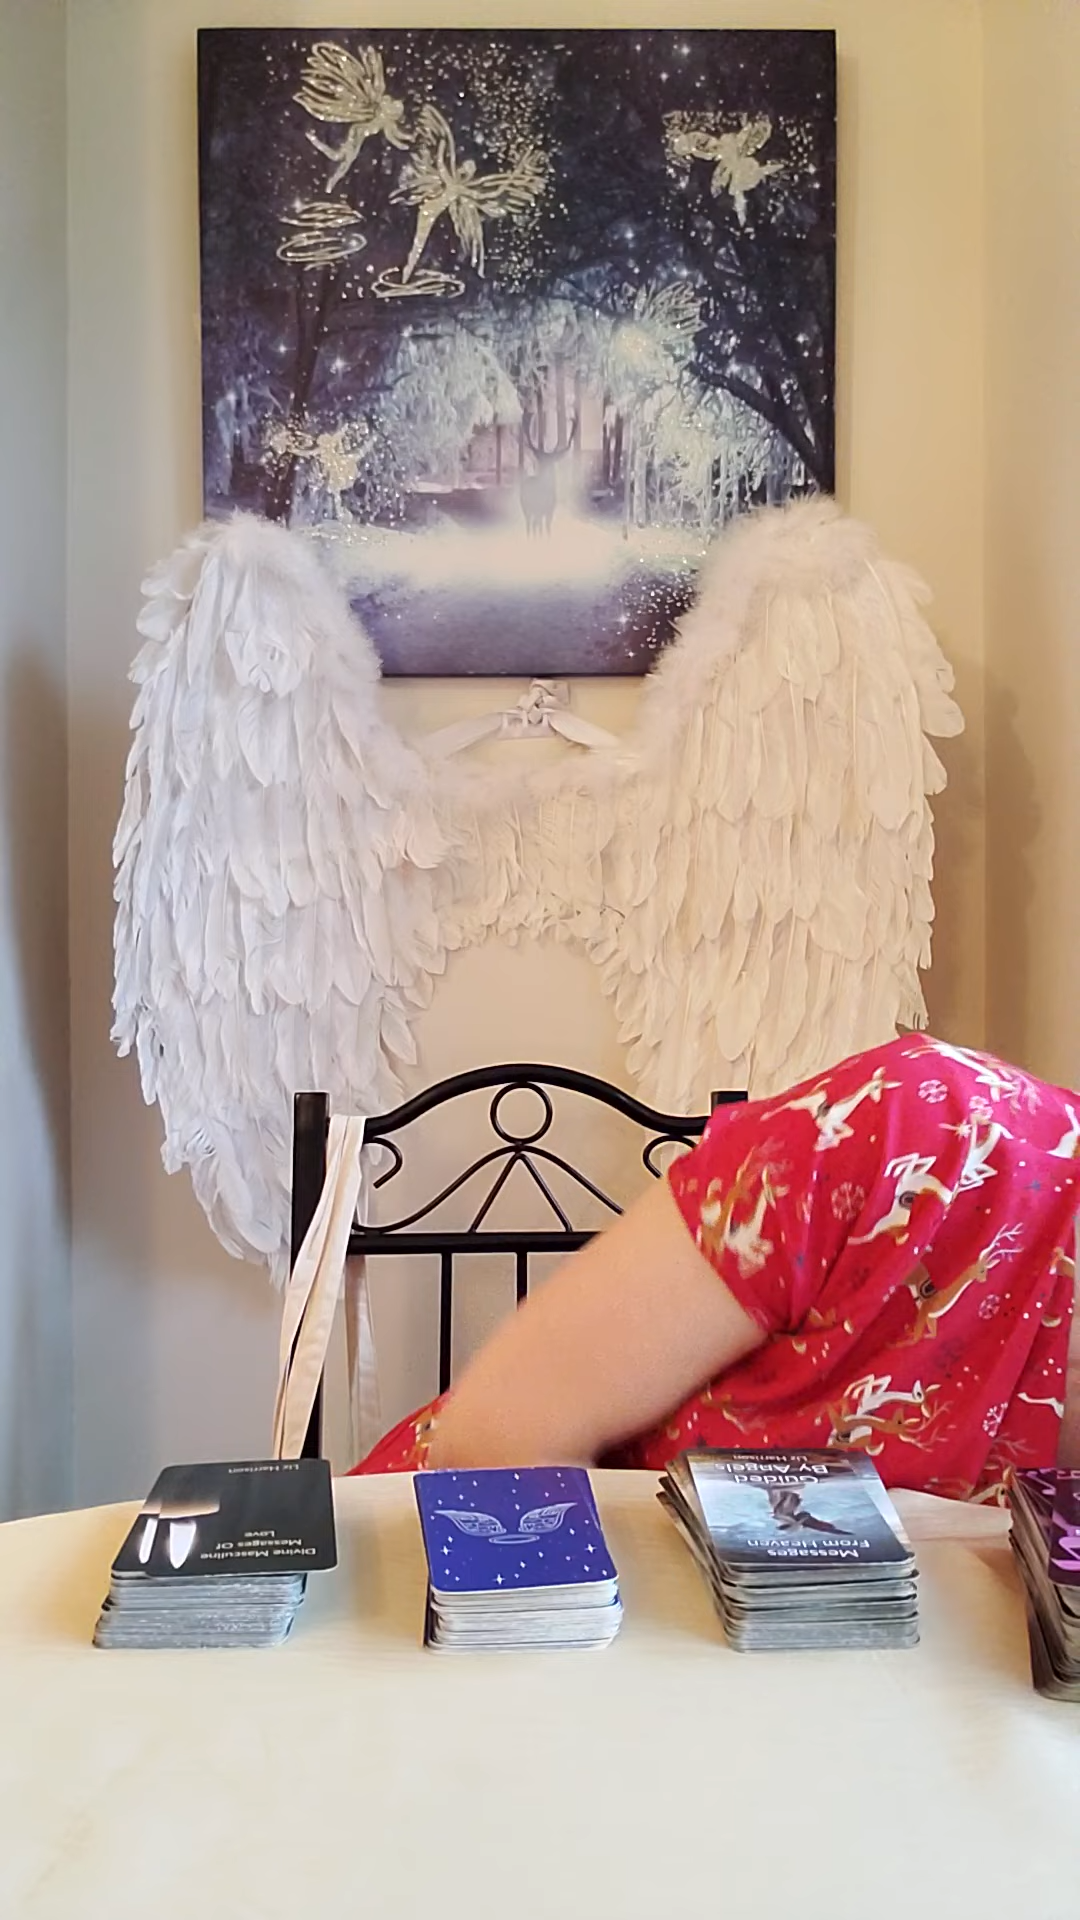 Liz Harrison
Divine Masculine
Messages Of
Love
Messages
From Heaven
Guided
By Angels
Liz Harrison